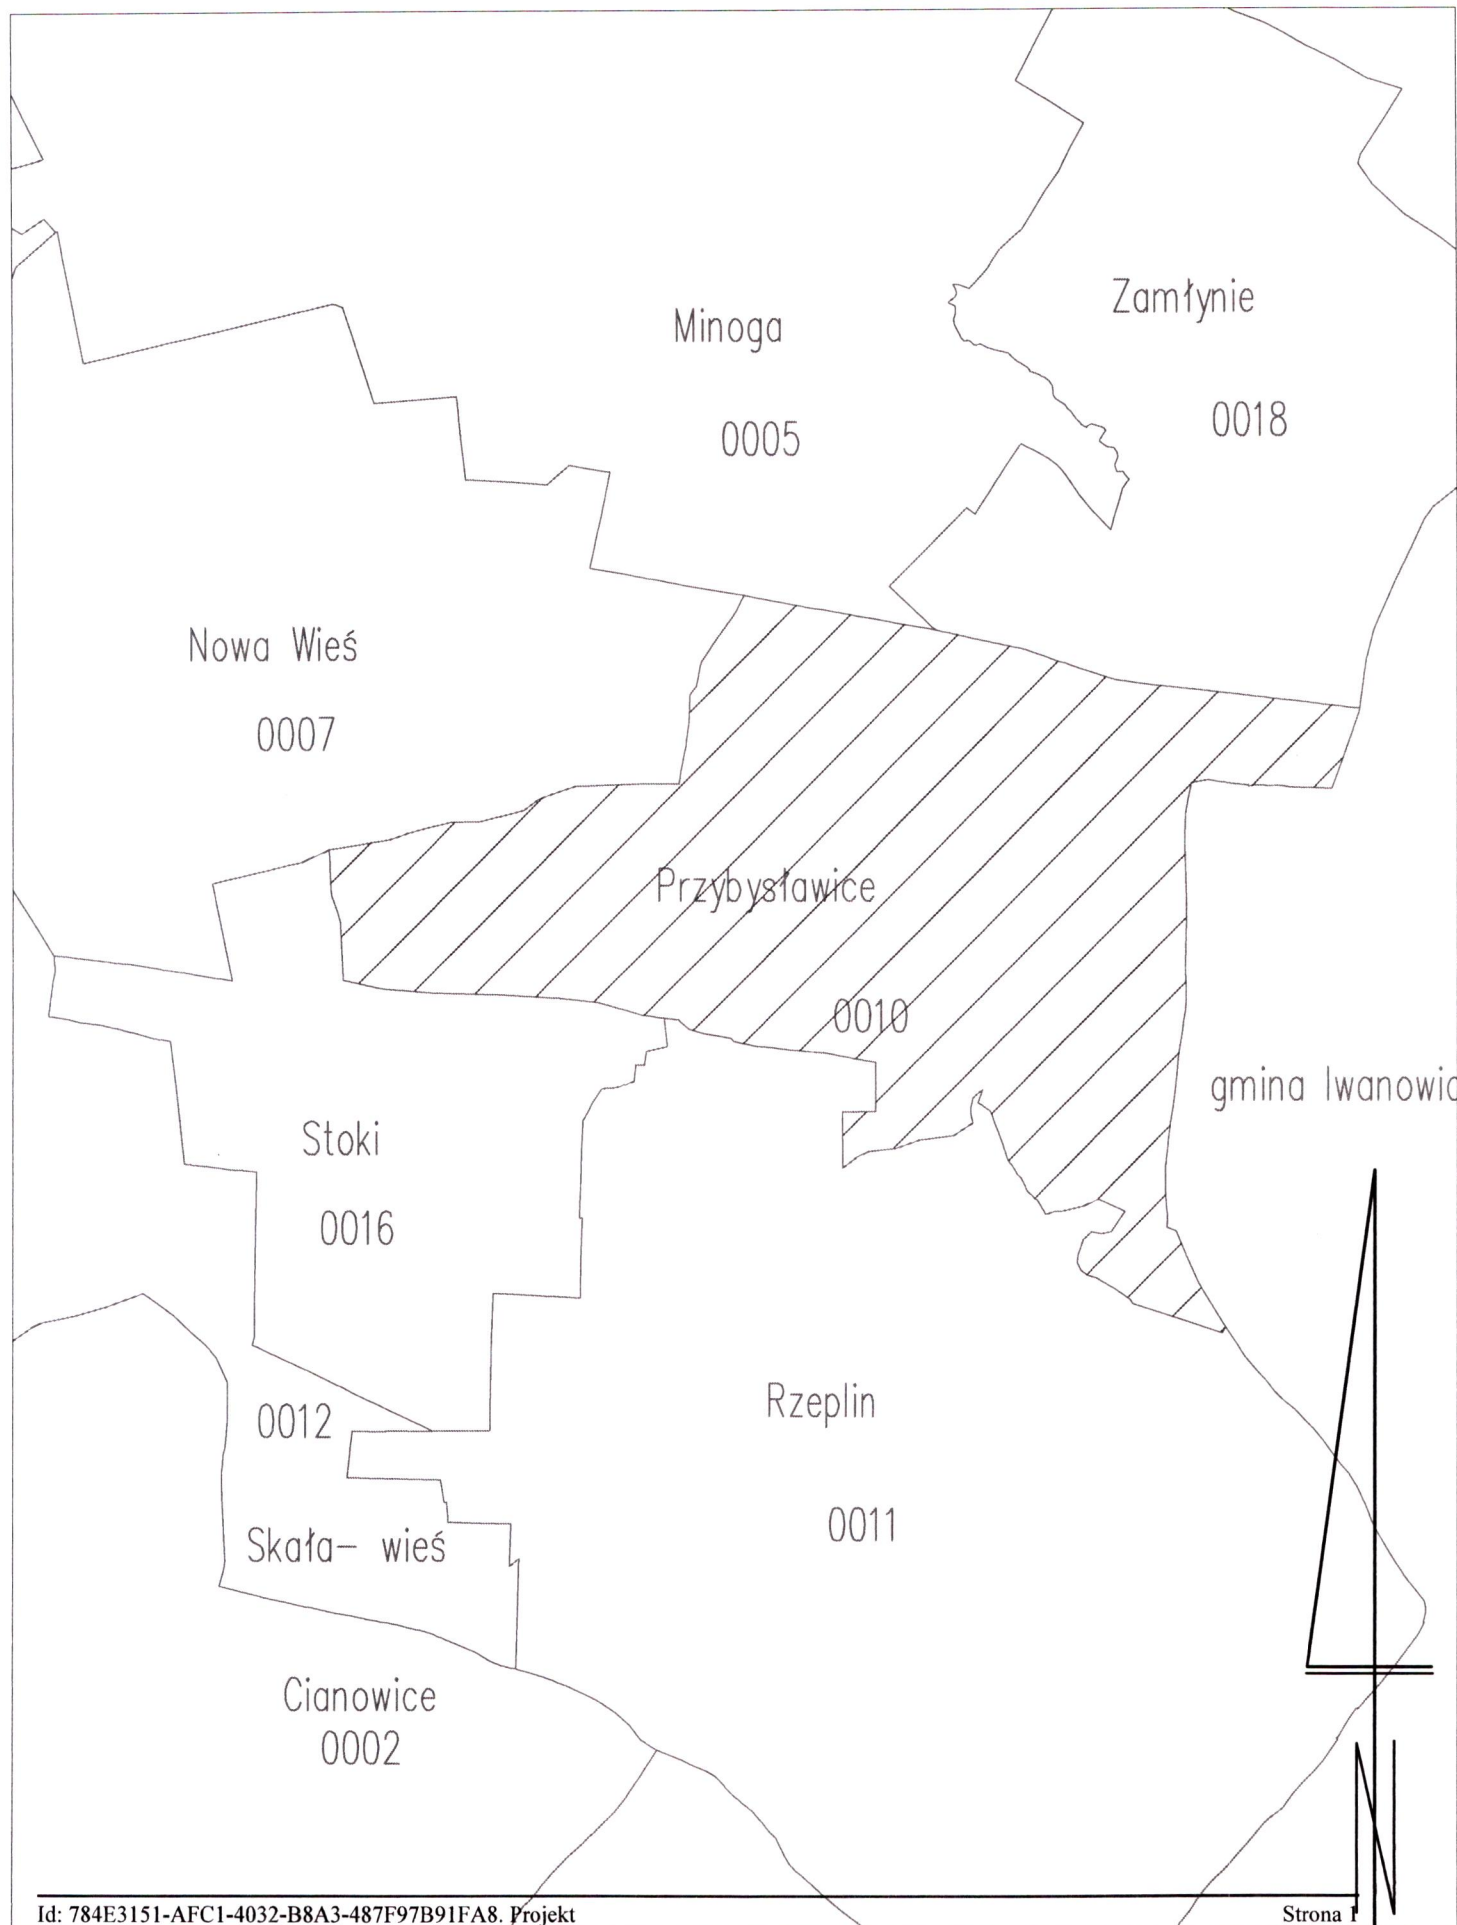 Zamłynie
Minoga
0018
0005
Nowa Wieś
0007
Przybysławice
0010
gmina Iwanowic
Stoki
0016
Rzeplin
0012
0011
Skała- wieś
Cianowice
0002
N
Id: 784E3151-AFC1-4032-B8A3-487F97B91FA8. Projekt
Strona 1